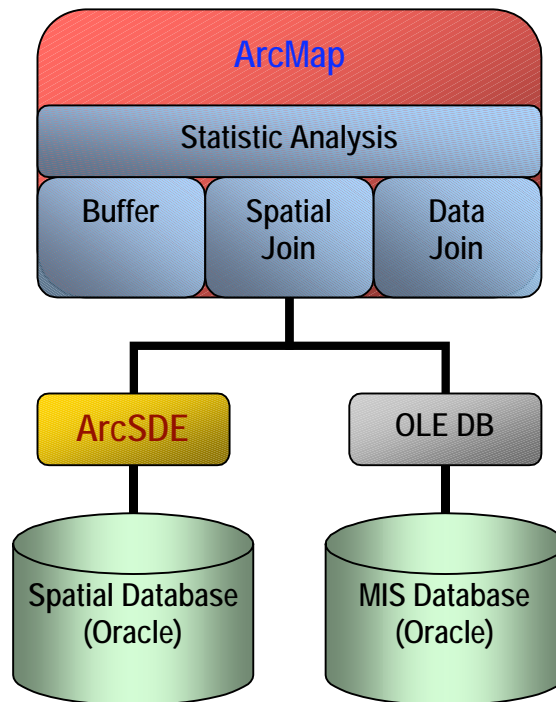 ArcMap
Statistic Analysis
Buffer
Spatial
Join
Data
Join
ArcSDE
OLE DB
Spatial Database
(Oracle)
MIS Database
(Oracle)